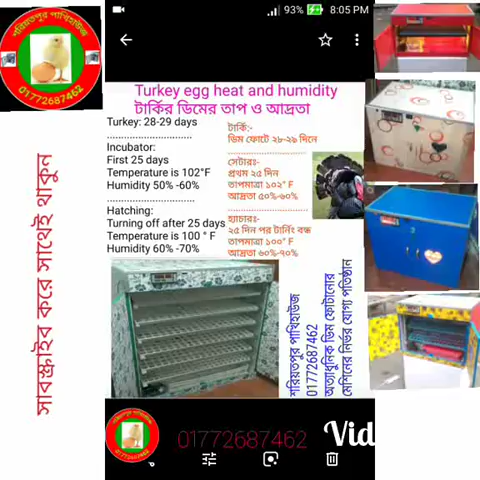 93% 8:05 PM
শরিয়তপুর পাখিহাউজ
01772687462
Turkey egg heat and humidity
টার্কির ডিমের তাপ ও আদ্রতা
Turkey: 28-29 days
Incubator:
First 25 days
Temperature is 102°F
Humidity 50% -60%
Hatching:
Turning off after 25 days
Temperature is 100 ° F
Humidity 60% -70%
টার্কি:-
ডিম ফোটে ২৮-২৯ দিনে
সেটারঃ-
প্রথম ২৫ দিন
তাপমাত্রা ১০২° F
আদ্রতা ৫০%-৬০%
হ্যাচারঃ-
২৫ দিন পর টার্নিং বন্ধ
তাপমাত্রা ১০০° F
আদ্রতা ৬০%-৭০%
সাবস্ক্রাইব করে সাথেই থাকুন
শরিয়তপুর পাখিহাউজ
01772687462
অত্যাধুনিক ডিম ফোটানোর
মেশিনের নির্ভর যোগ্য প্রতিষ্ঠান
01772687462
Vid